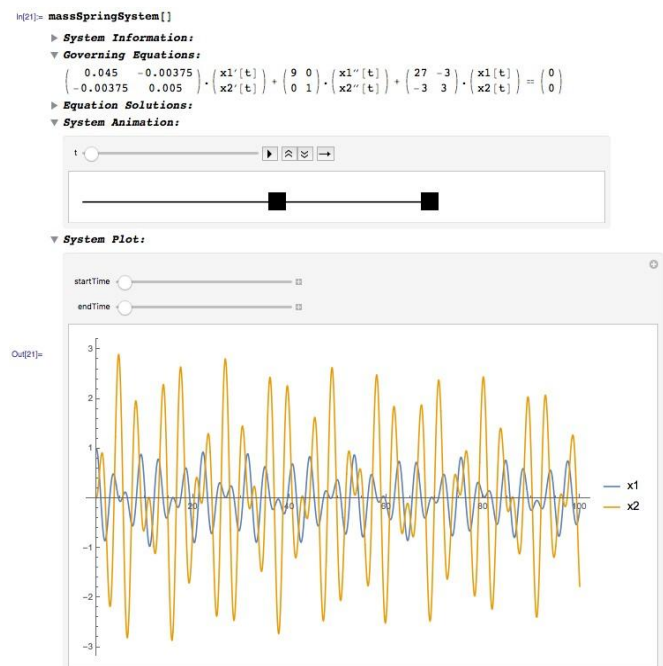 In[21]:= massSpringSystem[]
▶ System Information:
▼ Governing Equations:
( 0.045 -0.00375 ) . ( x1′[t] ) + ( 9 0 ) . ( x1″[t] ) + ( 27 -3 ) . ( x1[t] ) == ( 0 )
( -0.00375 0.005 ) ( x2′[t] ) ( 0 1 ) ( x2″[t] ) ( -3 3 ) ( x2[t] ) ( 0 )
▶ Equation Solutions:
▼ System Animation:
t
▼ System Plot:
startTime
endTime
Out[21]=
3
2
1
20 40 60 80 100
-1
-2
-3
x1
x2